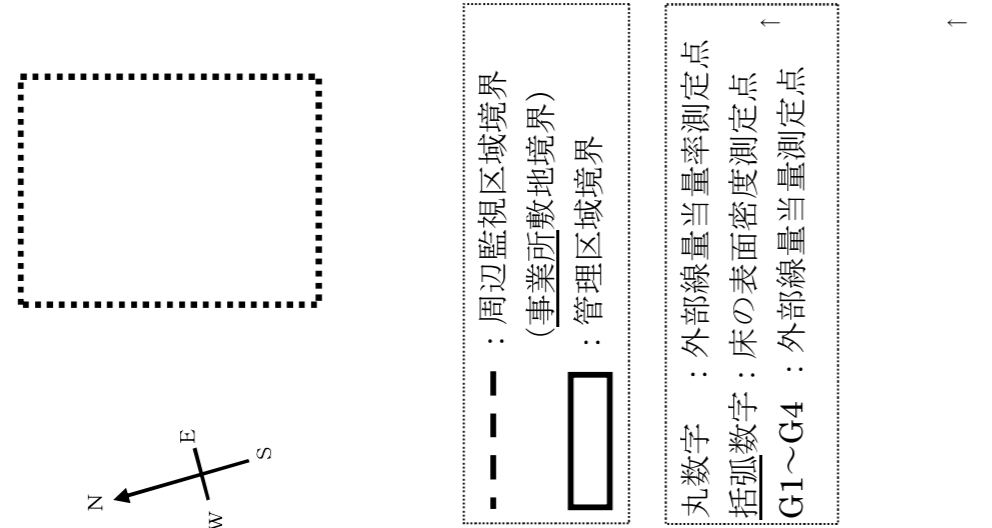 N
E
W
S
：周辺監視区域境界
（事業所敷地境界）
：管理区域境界
丸数字　：外部線量当量率測定点
括弧数字：床の表面密度測定点
G1～G4　：外部線量当量測定点
↑
↑